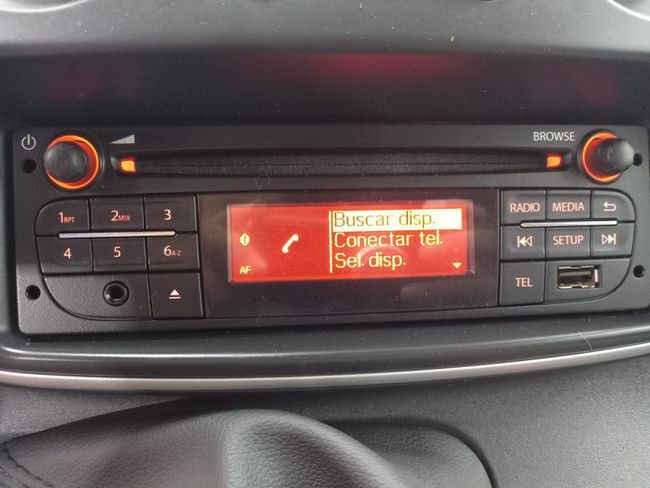 BROWSE
1RPT 2MIX 3
4 5 6A-Z
Buscar disp.
Conectar tel.
Sel. disp.
AF
RADIO MEDIA
SETUP
TEL